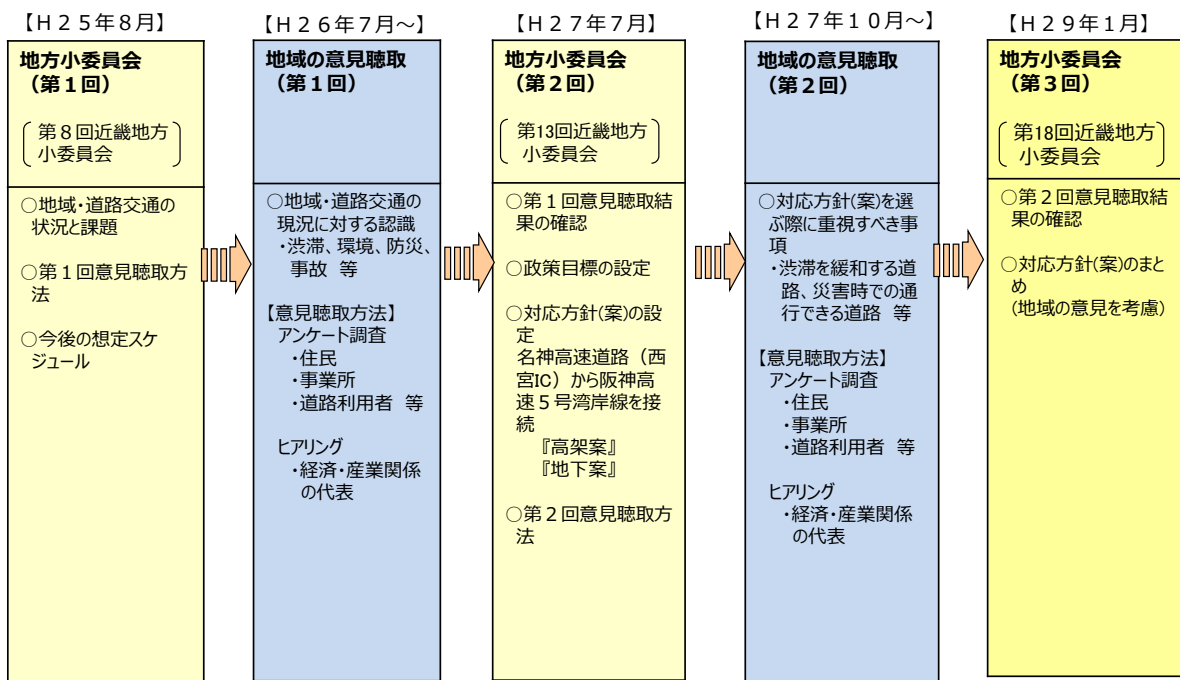 【Ｈ２５年８月】
地方小委員会
（第１回）
第８回近畿地方
小委員会
○地域・道路交通の
状況と課題
○第１回意見聴取方
法
○今後の想定スケ
ジュール
【Ｈ２６年７月～】
地域の意見聴取
（第１回）
○地域・道路交通の
現況に対する認識
・渋滞、環境、防災、
事故　等
【意見聴取方法】
アンケート調査
・住民
・事業所
・道路利用者　等
ヒアリング
・経済・産業関係
の代表
【Ｈ２７年７月】
地方小委員会
（第２回）
第13回近畿地方
小委員会
○第１回意見聴取結
果の確認
○政策目標の設定
○対応方針(案)の設
定
名神高速道路（西
宮IC）から阪神高
速５号湾岸線を接
続
『高架案』
『地下案』
○第２回意見聴取方
法
【Ｈ２７年１０月～】
地域の意見聴取
（第２回）
○対応方針(案)を選
ぶ際に重視すべき事
項
・渋滞を緩和する道
路、災害時での通
行できる道路　等
【意見聴取方法】
アンケート調査
・住民
・事業所
・道路利用者　等
ヒアリング
・経済・産業関係
の代表
【Ｈ２９年１月】
地方小委員会
（第３回）
第18回近畿地方
小委員会
○第２回意見聴取結
果の確認
○対応方針(案)のまと
め
(地域の意見を考慮)